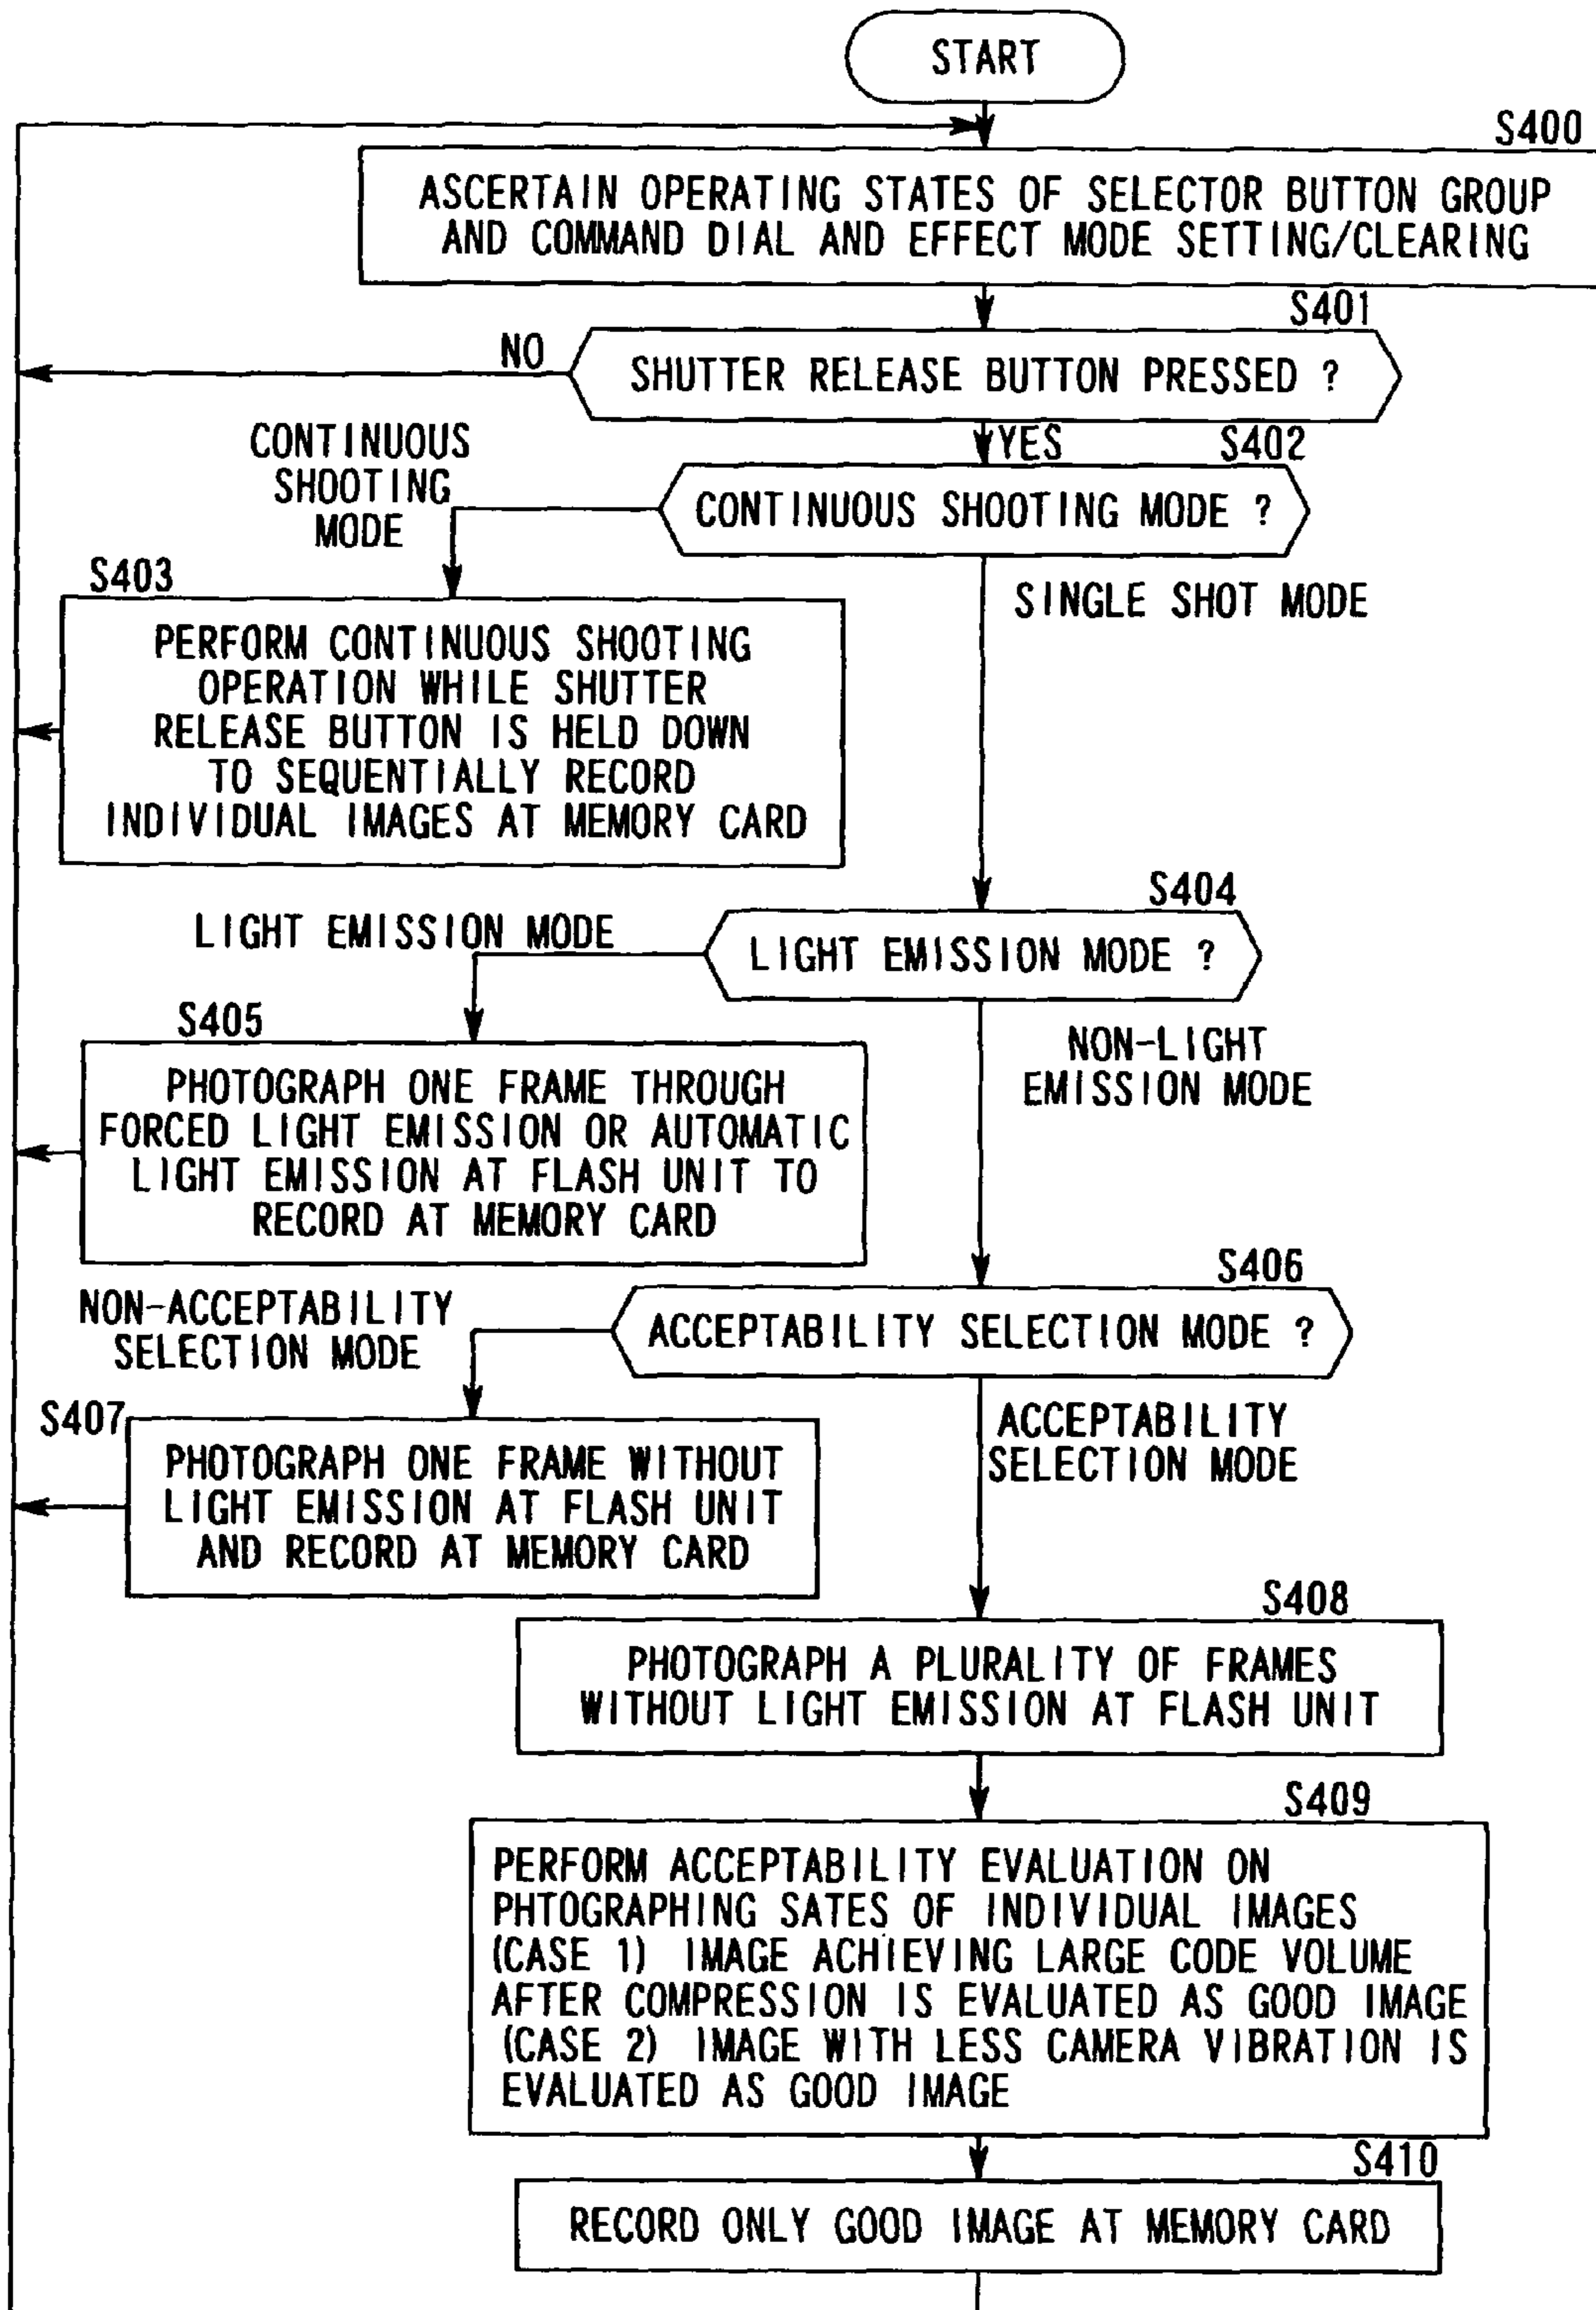 START
S400
ASCERTAIN OPERATING STATES OF SELECTOR BUTTON GROUP
AND COMMAND DIAL AND EFFECT MODE SETTING/CLEARING
S401
NO
SHUTTER RELEASE BUTTON PRESSED ?
YES
S402
CONTINUOUS
SHOOTING
MODE
CONTINUOUS SHOOTING MODE ?
SINGLE SHOT MODE
S403
PERFORM CONTINUOUS SHOOTING
OPERATION WHILE SHUTTER
RELEASE BUTTON IS HELD DOWN
TO SEQUENTIALLY RECORD
INDIVIDUAL IMAGES AT MEMORY CARD
S404
LIGHT EMISSION MODE
LIGHT EMISSION MODE ?
NON-LIGHT
EMISSION MODE
S405
PHOTOGRAPH ONE FRAME THROUGH
FORCED LIGHT EMISSION OR AUTOMATIC
LIGHT EMISSION AT FLASH UNIT TO
RECORD AT MEMORY CARD
S406
NON-ACCEPTABILITY
SELECTION MODE
ACCEPTABILITY SELECTION MODE ?
ACCEPTABILITY
SELECTION MODE
S407
PHOTOGRAPH ONE FRAME WITHOUT
LIGHT EMISSION AT FLASH UNIT
AND RECORD AT MEMORY CARD
S408
PHOTOGRAPH A PLURALITY OF FRAMES
WITHOUT LIGHT EMISSION AT FLASH UNIT
S409
PERFORM ACCEPTABILITY EVALUATION ON
PHTOGRAPHING SATES OF INDIVIDUAL IMAGES
(CASE 1) IMAGE ACHIEVING LARGE CODE VOLUME
AFTER COMPRESSION IS EVALUATED AS GOOD IMAGE
(CASE 2) IMAGE WITH LESS CAMERA VIBRATION IS
EVALUATED AS GOOD IMAGE
S410
RECORD ONLY GOOD IMAGE AT MEMORY CARD